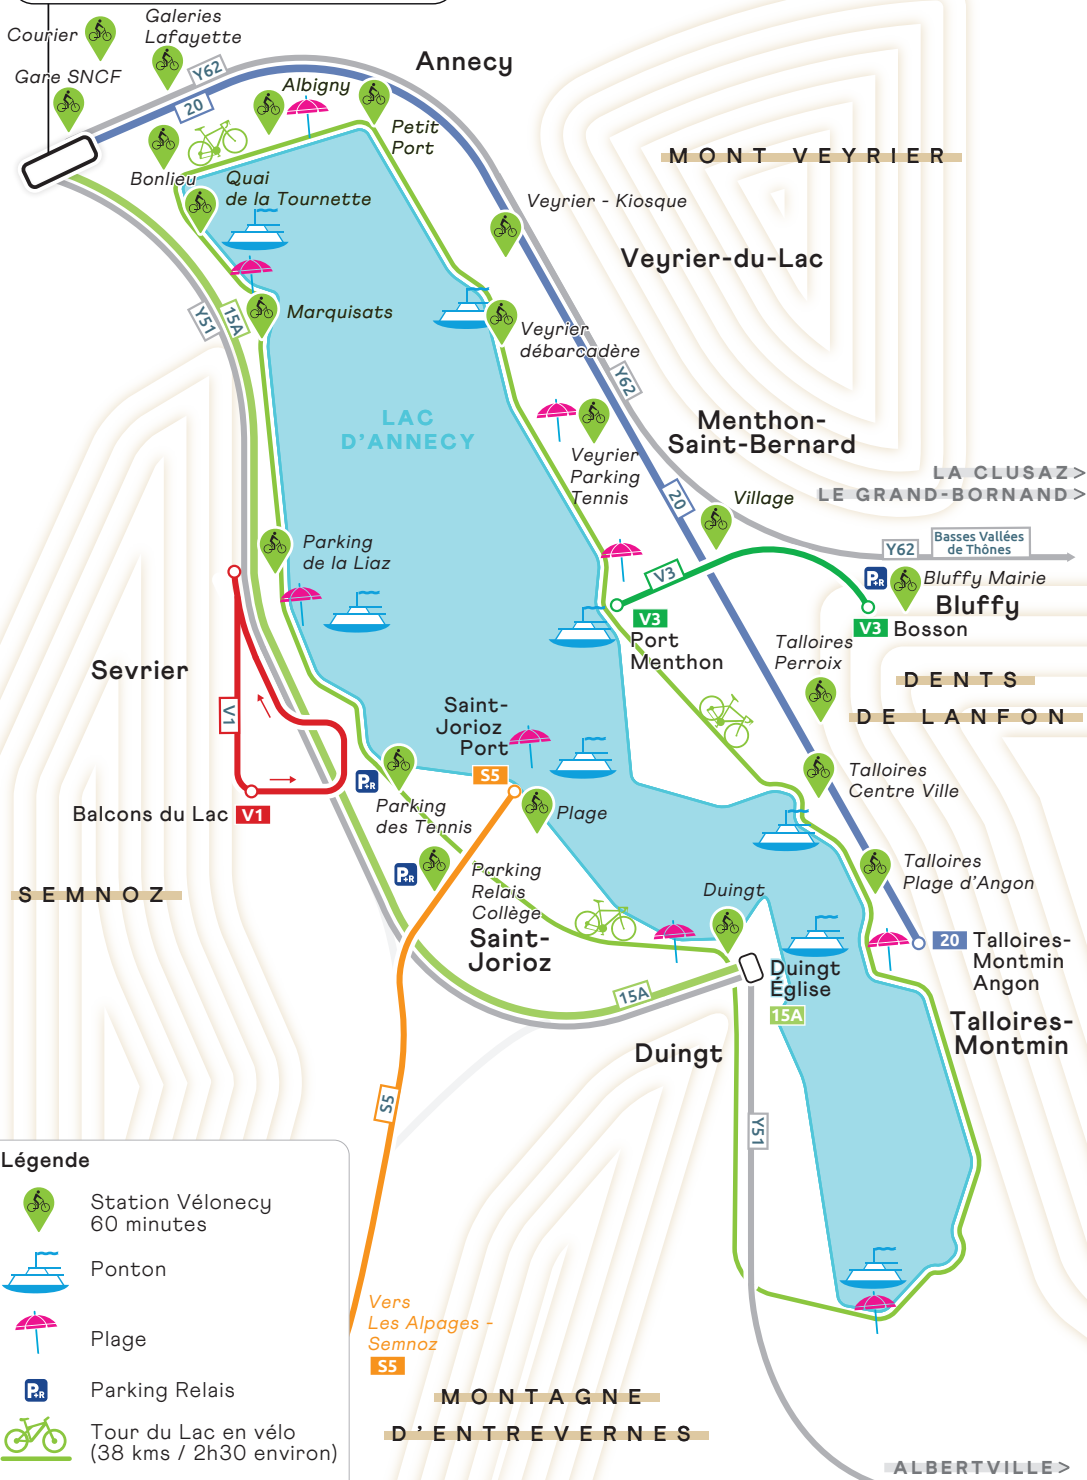 Courier
Galeries
Lafayette
Gare SNCF
Y62
20
Annecy
Albigny
Petit
Port
Bonlieu
Quai
de la Tournette
MONT VEYRIER
Veyrier - Kiosque
Veyrier-du-Lac
Y51
15A
Marquisats
Veyrier
débarcadère
Y62
LAC
D'ANNECY
Menthon-
Saint-Bernard
Veyrier
Parking
Tennis
LA CLUSAZ >
LE GRAND-BORNAND >
20
Village
Parking
de la Liaz
Y62
Basses Vallées
de Thônes
V3
Bluffy Mairie
Bluffy
V3
Port
Menthon
V3 Bosson
Talloires
Perroix
Sevrier
DENTS
DE LANFON
V1
Saint-
Jorioz
Port
S5
Talloires
Centre Ville
Balcons du Lac V1
Parking
des Tennis
Plage
SEMNOZ
Parking
Relais
Collège
Duingt
Talloires
Plage d'Angon
Saint-
Jorioz
20 Talloires-
Montmin
Angon
Duingt
Église
15A
15A
Talloires-
Montmin
Duingt
S5
Y51
Légende
Station Vélonecy
60 minutes
Ponton
Plage
P+R Parking Relais
Tour du Lac en vélo
(38 kms / 2h30 environ)
Vers
Les Alpages -
Semnoz
S5
MONTAGNE
D'ENTREVERNES
ALBERTVILLE >
P+R
P+R
P+R